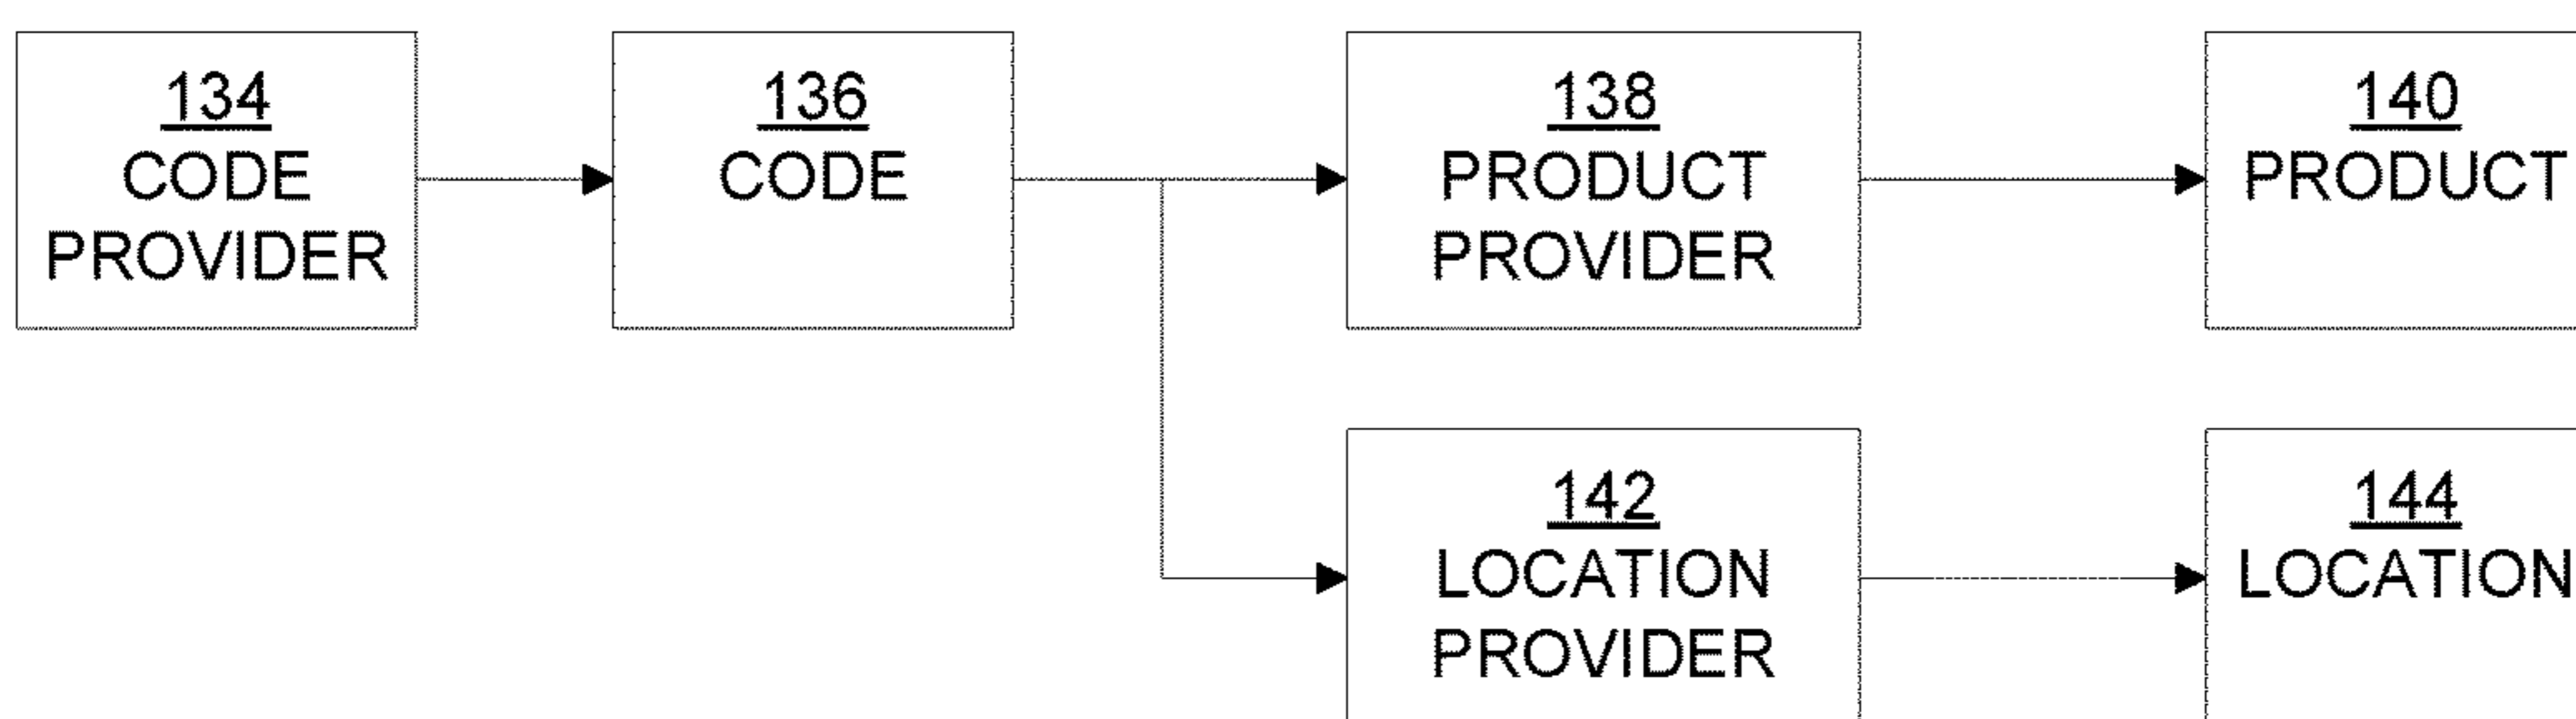 134
CODE
PROVIDER
136
CODE
138
PRODUCT
PROVIDER
140
PRODUCT
142
LOCATION
PROVIDER
144
LOCATION